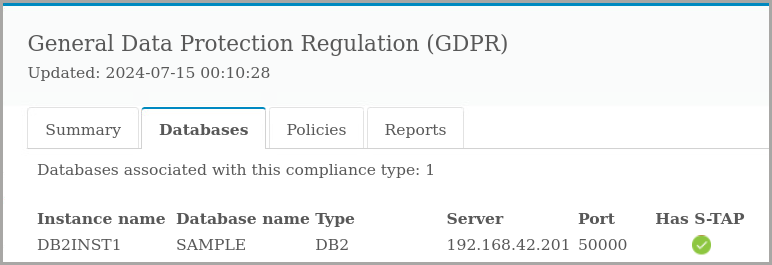 General Data Protection Regulation (GDPR)
Updated: 2024-07-15 00:10:28
Summary Databases Policies Reports
Databases associated with this compliance type: 1
Instance name Database name Type Server Port Has S-TAP
DB2INST1 SAMPLE DB2 192.168.42.201 50000